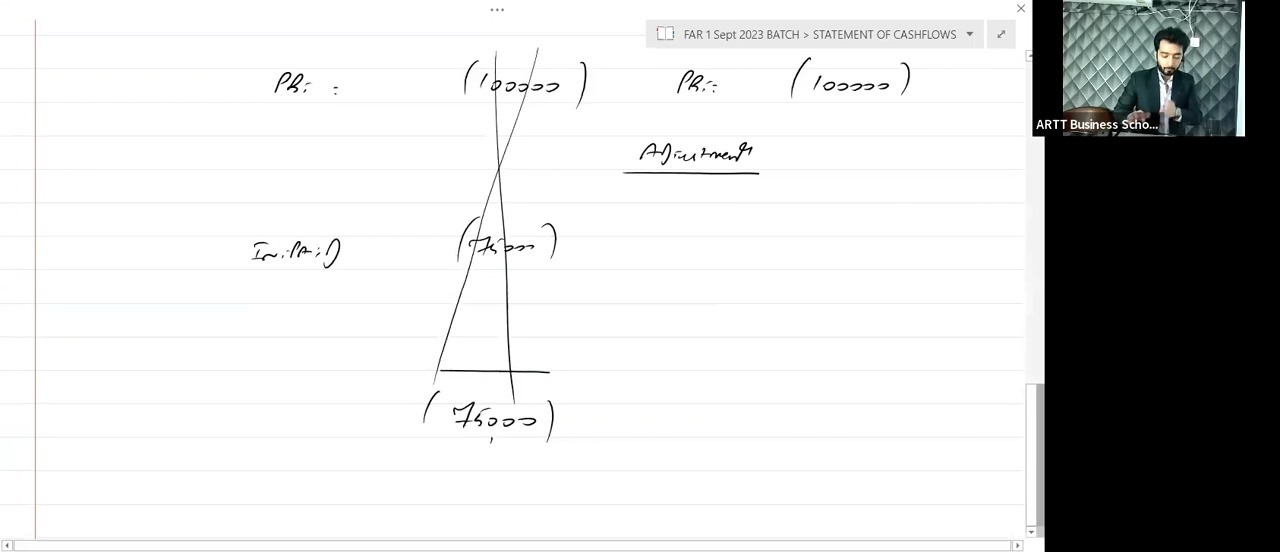 FAR 1 Sept 2023 BATCH > STATEMENT OF CASHFLOWS
PBT : (100000) PBT: (100000)
ARTT Business Scho...
Adjustments
Int.PAID (75000)
(75000)